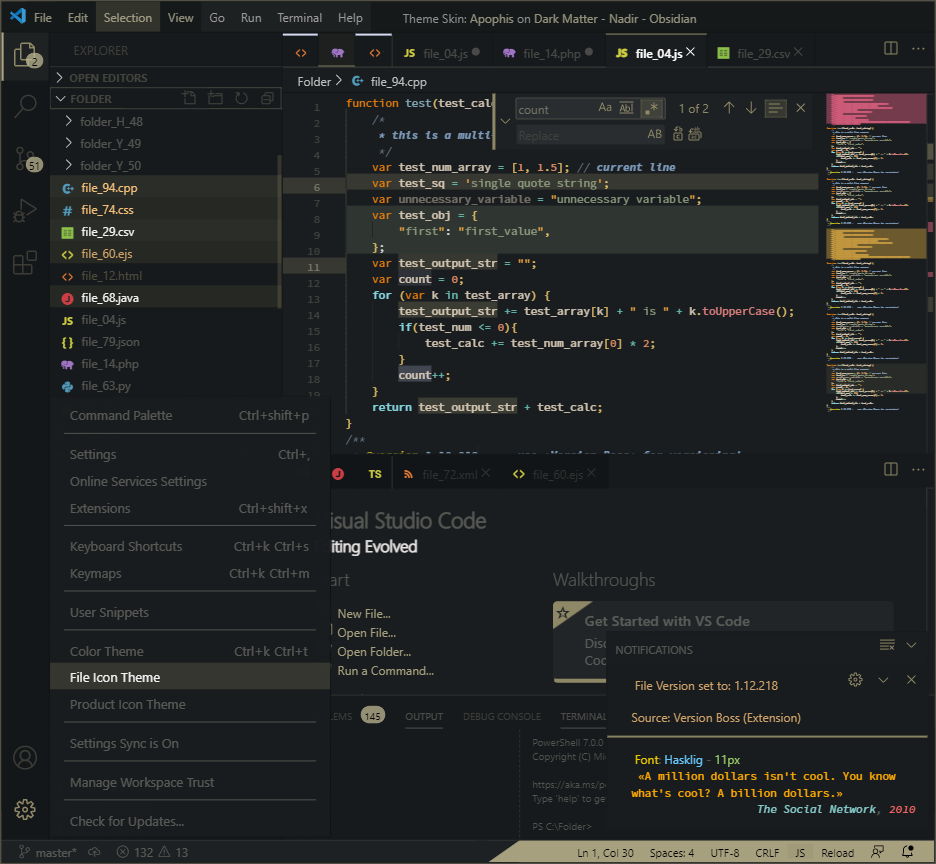 File Edit Selection View Go Run Terminal Help Theme Skin: Apophis on Dark Matter - Nadir - Obsidian
2
51
EXPLORER
OPEN EDITORS
FOLDER
folder_H_48
folder_Y_49
folder_Y_50
file_94.cpp
file_74.css
file_29.csv
file_60.ejs
file_12.html
file_68.java
file_04.js
file_79.json
file_14.php
file_63.py
JS file_04.js file_14.php JS file_04.js file_29.csv
Folder > file_94.cpp
count Aa Ab 1 of 2
Replace AB
1 function test(test_calc
2 /*
3 * this is a multi
4 */
5 var test_num_array = [1, 1.5]; // current line
6 var test_sq = 'single quote string';
7 var unnecessary_variable = "unnecessary variable";
8 var test_obj = {
9 "first": "first_value",
10 };
11 var test_output_str = "";
12 var count = 0;
13 for (var k in test_array) {
14 test_output_str += test_array[k] + " is " + k.toUpperCase();
15 if(test_num <= 0){
16 test_calc += test_num_array[0] * 2;
17 }
18 count++;
19 }
return test_output_str + test_calc;
}
/**
Command Palette Ctrl+shift+p
Settings Ctrl+,
Online Services Settings
Extensions Ctrl+shift+x
Keyboard Shortcuts Ctrl+k Ctrl+s
Keymaps Ctrl+k Ctrl+m
User Snippets
Color Theme Ctrl+k Ctrl+t
File Icon Theme
Product Icon Theme
Settings Sync is On
Manage Workspace Trust
Check for Updates...
TS file_72.xml file_60.ejs
isual Studio Code
iting Evolved
art
New File...
Open File...
Open Folder...
Run a Command...
Walkthroughs
Get Started with VS Code
Disc
Coc
LEMS 145 OUTPUT DEBUG CONSOLE TERMINAL
PowerShell 7.0.0
Copyright (C) Mi
https://aka.ms/p
Type 'help' to ge
PS C:\Folder>
NOTIFICATIONS
File Version set to: 1.12.218
Source: Version Boss (Extension)
Font: Hasklig - 11px
«A million dollars isn't cool. You know
what's cool? A billion dollars.»
The Social Network, 2010
master* 132 13 Ln 1, Col 30 Spaces: 4 UTF-8 CRLF JS Reload